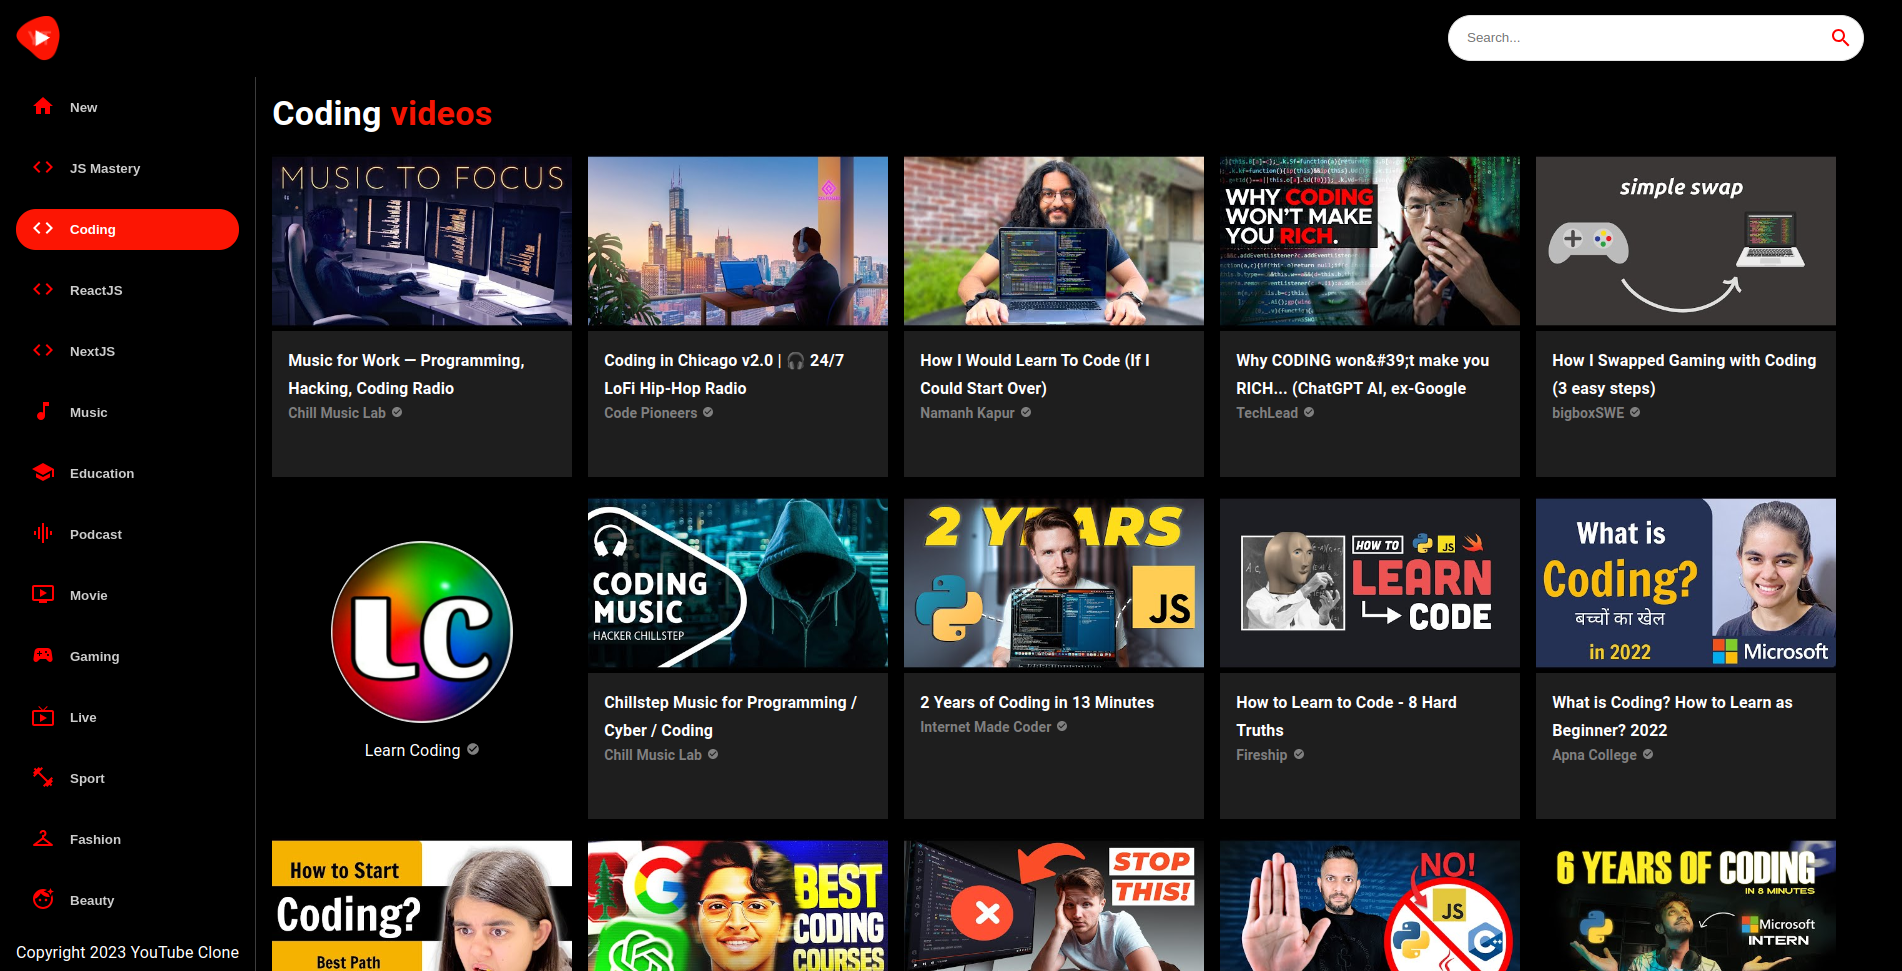 Search...
New
JS Mastery
Coding
ReactJS
NextJS
Music
Education
Podcast
Movie
Gaming
Live
Sport
Fashion
Beauty
Copyright 2023 YouTube Clone
Coding videos
MUSIC TO FOCUS
WHY CODING
WON'T MAKE
YOU RICH.
simple swap
Music for Work — Programming,
Hacking, Coding Radio
Chill Music Lab
Coding in Chicago v2.0 | 🎧 24/7
LoFi Hip-Hop Radio
Code Pioneers
How I Would Learn To Code (If I
Could Start Over)
Namanh Kapur
Why CODING won&#39;t make you
RICH... (ChatGPT AI, ex-Google
TechLead
How I Swapped Gaming with Coding
(3 easy steps)
bigboxSWE
LC
Learn Coding
CODING
MUSIC
HACKER CHILLSTEP
2 YEARS
JS
HOW TO
JS
LEARN
CODE
What is
Coding?
बच्चों का खेल
in 2022
Microsoft
Chillstep Music for Programming /
Cyber / Coding
Chill Music Lab
2 Years of Coding in 13 Minutes
Internet Made Coder
How to Learn to Code - 8 Hard
Truths
Fireship
What is Coding? How to Learn as
Beginner? 2022
Apna College
How to Start
Coding?
Best Path
BEST
CODING
COURSES
STOP
THIS!
NO!
JS
6 YEARS OF CODING
IN 8 MINUTES
Microsoft
INTERN